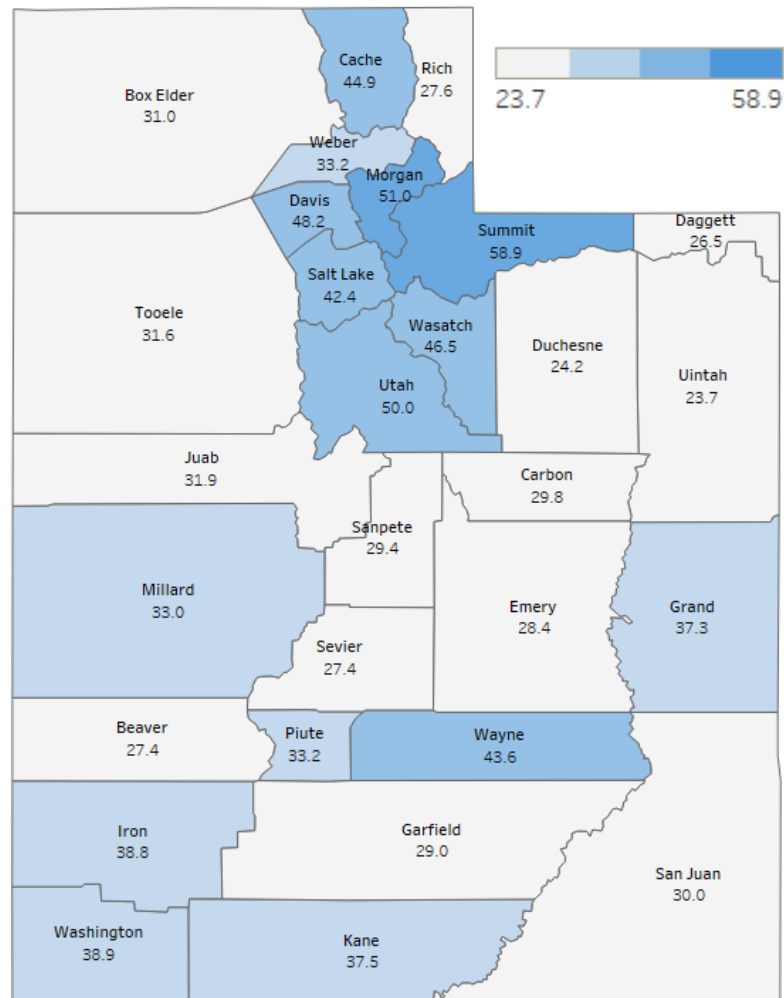 Cache
44.9
Rich
27.6
23.7
58.9
Box Elder
31.0
Weber
33.2
Morgan
51.0
Davis
48.2
Summit
58.9
Daggett
26.5
Salt Lake
42.4
Tooele
31.6
Wasatch
46.5
Duchesne
24.2
Uintah
23.7
Utah
50.0
Juab
31.9
Carbon
29.8
Sanpete
29.4
Millard
33.0
Emery
28.4
Grand
37.3
Sevier
27.4
Beaver
27.4
Piute
33.2
Wayne
43.6
Iron
38.8
Garfield
29.0
San Juan
30.0
Washington
38.9
Kane
37.5